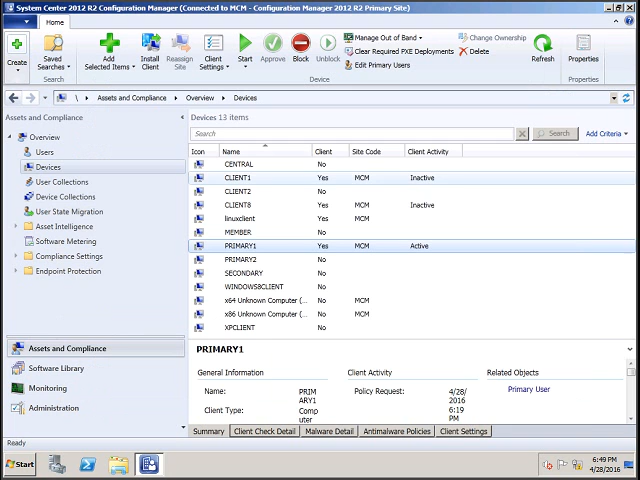 System Center 2012 R2 Configuration Manager (Connected to MCM - Configuration Manager 2012 R2 Primary Site)
Home
Create
Saved Searches
Search
Add Selected Items
Install Client
Reassign Site
Client Settings
Start
Approve
Block
Unblock
Manage Out of Band
Clear Required PXE Deployments
Edit Primary Users
Change Ownership
Delete
Refresh
Device
Properties
Properties
\ Assets and Compliance Overview Devices
Assets and Compliance
Overview
Users
Devices
User Collections
Device Collections
User State Migration
Asset Intelligence
Software Metering
Compliance Settings
Endpoint Protection
Assets and Compliance
Software Library
Monitoring
Administration
Devices 13 items
Search
Search
Add Criteria
Icon Name Client Site Code Client Activity
CENTRAL No
CLIENT1 Yes MCM Inactive
CLIENT2 No
CLIENT8 Yes MCM Inactive
linuxclient Yes MCM
MEMBER No
PRIMARY1 Yes MCM Active
PRIMARY2 No
SECONDARY No
WINDOWS8CLIENT No
x64 Unknown Computer (... No MCM
x86 Unknown Computer (... No MCM
XPCLIENT No
PRIMARY1
General Information
Name: PRIM
ARY1
Client Type: Comp
uter
Client Activity
Policy Request: 4/28/
2016
6:19
PM
Related Objects
Primary User
Summary Client Check Detail Malware Detail Antimalware Policies Client Settings
Ready
Start
6:49 PM
4/28/2016